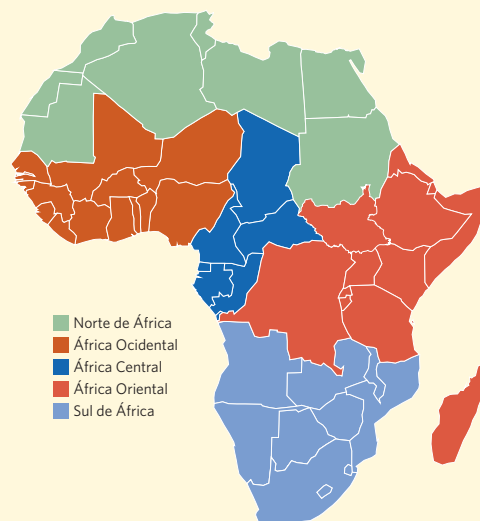 Norte de África
África Ocidental
África Central
África Oriental
Sul de África